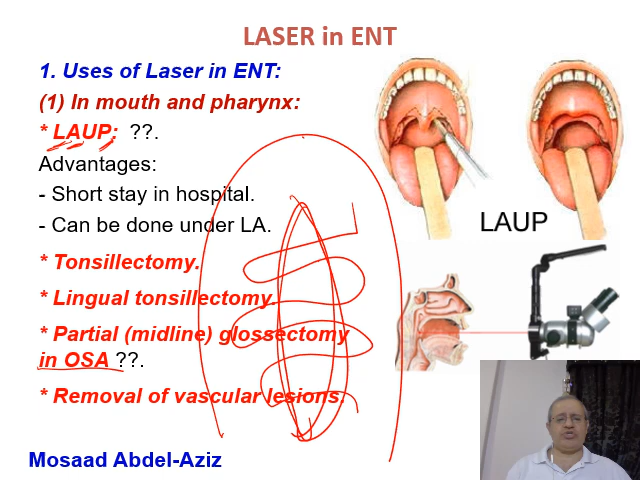 LASER in ENT
1. Uses of Laser in ENT:
(1) In mouth and pharynx:
* LAUP: ??.
Advantages:
- Short stay in hospital.
- Can be done under LA.
* Tonsillectomy.
* Lingual tonsillectomy.
* Partial (midline) glossectomy
in OSA ??.
* Removal of vascular lesions.
Mosaad Abdel-Aziz
LAUP